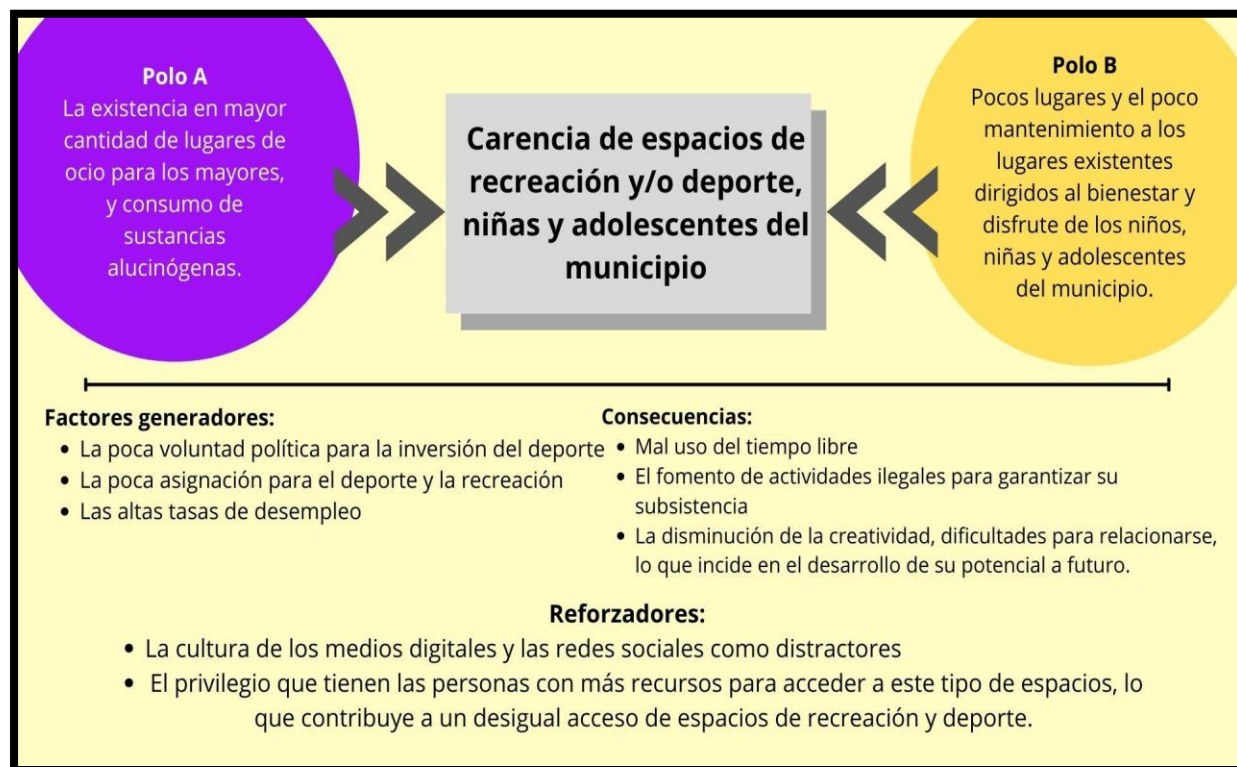 Polo A
La existencia en mayor
cantidad de lugares de
ocio para los mayores,
y consumo de
sustancias
alucinógenas.
Carencia de espacios de
recreación y/o deporte,
niñas y adolescentes del
municipio
Polo B
Pocos lugares y el poco
mantenimiento a los
lugares existentes
dirigidos al bienestar y
disfrute de los niños,
niñas y adolescentes
del municipio.
Factores generadores:
• La poca voluntad política para la inversión del deporte
• La poca asignación para el deporte y la recreación
• Las altas tasas de desempleo
Consecuencias:
• Mal uso del tiempo libre
• El fomento de actividades ilegales para garantizar su
subsistencia
• La disminución de la creatividad, dificultades para relacionarse,
lo que incide en el desarrollo de su potencial a futuro.
Reforzadores:
• La cultura de los medios digitales y las redes sociales como distractores
• El privilegio que tienen las personas con más recursos para acceder a este tipo de espacios, lo
que contribuye a un desigual acceso de espacios de recreación y deporte.